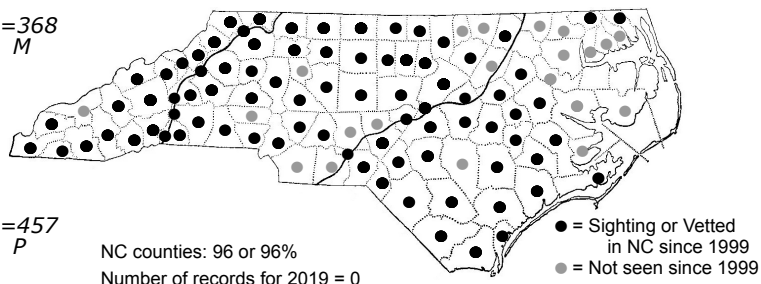 =368
M
=457
P
NC counties: 96 or 96%
Number of records for 2019 = 0
= Sighting or Vetted
in NC since 1999
= Not seen since 1999